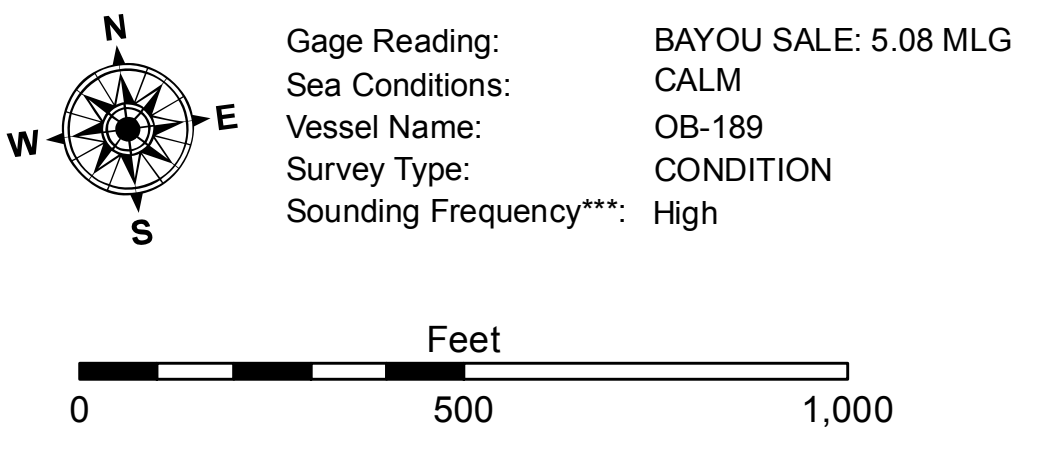 N
W
E
S
Gage Reading: BAYOU SALE: 5.08 MLG
Sea Conditions: CALM
Vessel Name: OB-189
Survey Type: CONDITION
Sounding Frequency***: High
Feet
0 500 1,000